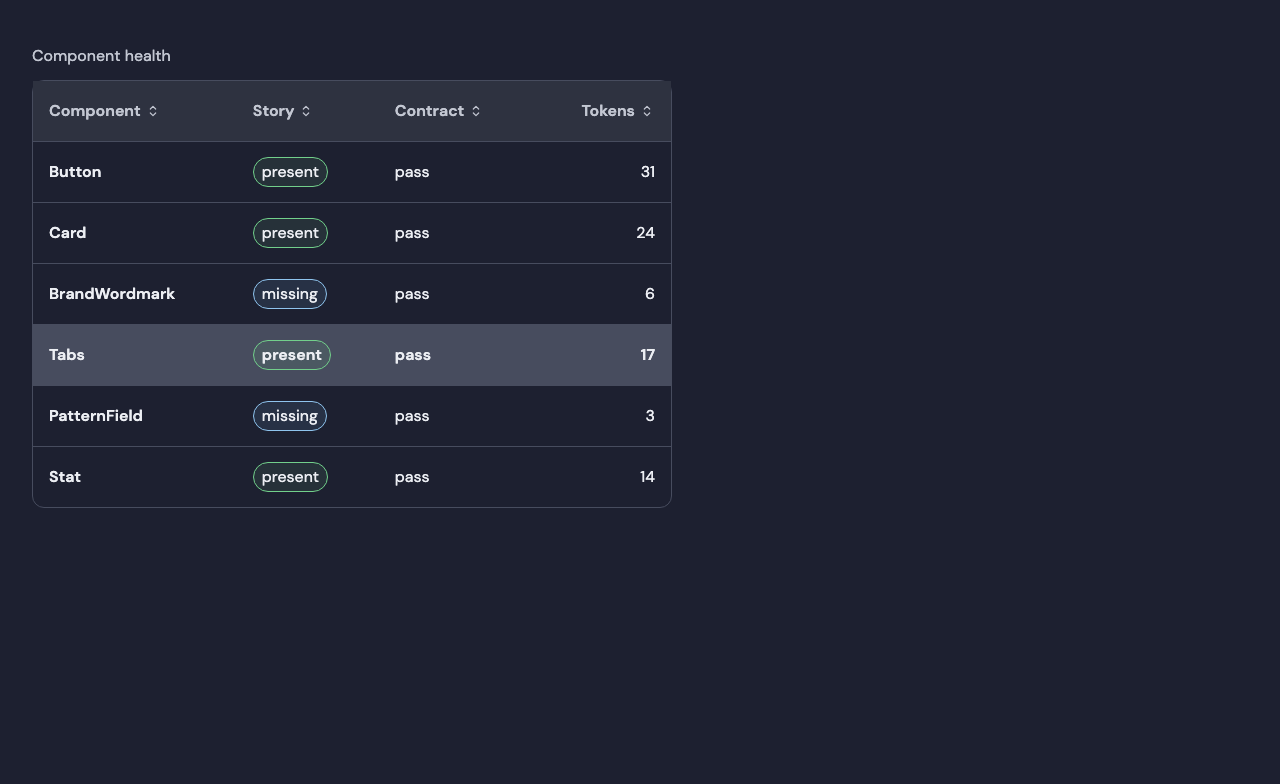 Component health
Component Story Contract Tokens
Button present pass 31
Card present pass 24
BrandWordmark missing pass 6
Tabs present pass 17
PatternField missing pass 3
Stat present pass 14